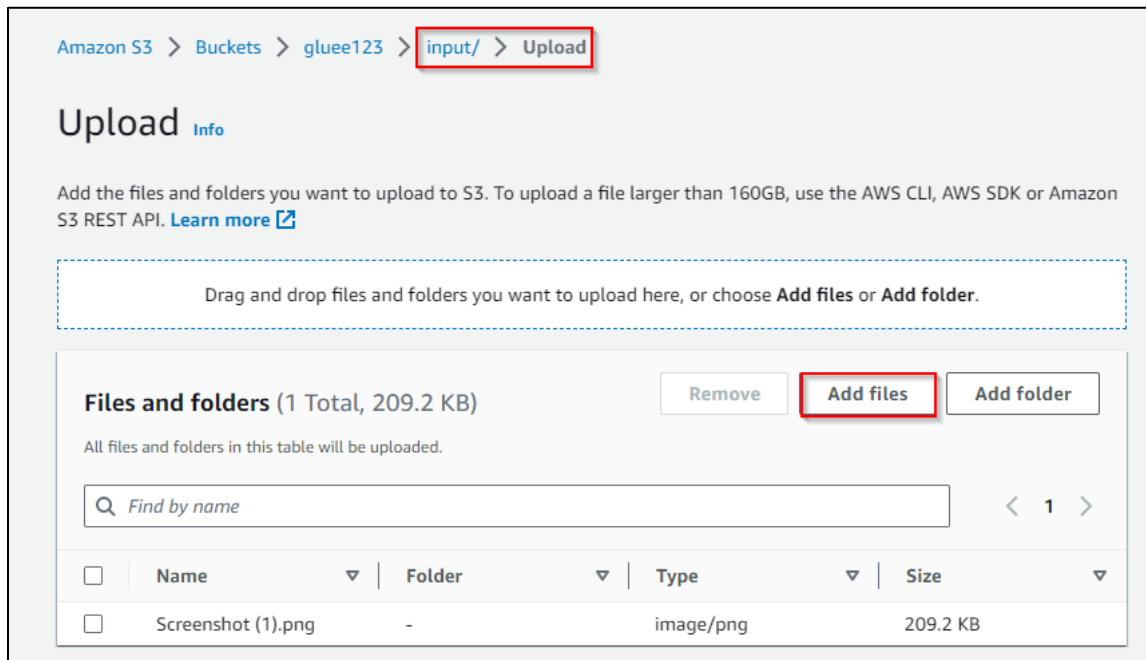 Amazon S3 > Buckets > gluee123 > input/ > Upload
Upload Info
Add the files and folders you want to upload to S3. To upload a file larger than 160GB, use the AWS CLI, AWS SDK or Amazon
S3 REST API. Learn more
Drag and drop files and folders you want to upload here, or choose Add files or Add folder.
Files and folders (1 Total, 209.2 KB)
Remove
Add files
Add folder
All files and folders in this table will be uploaded.
Find by name
< 1 >
Name Folder Type Size
Screenshot (1).png - image/png 209.2 KB